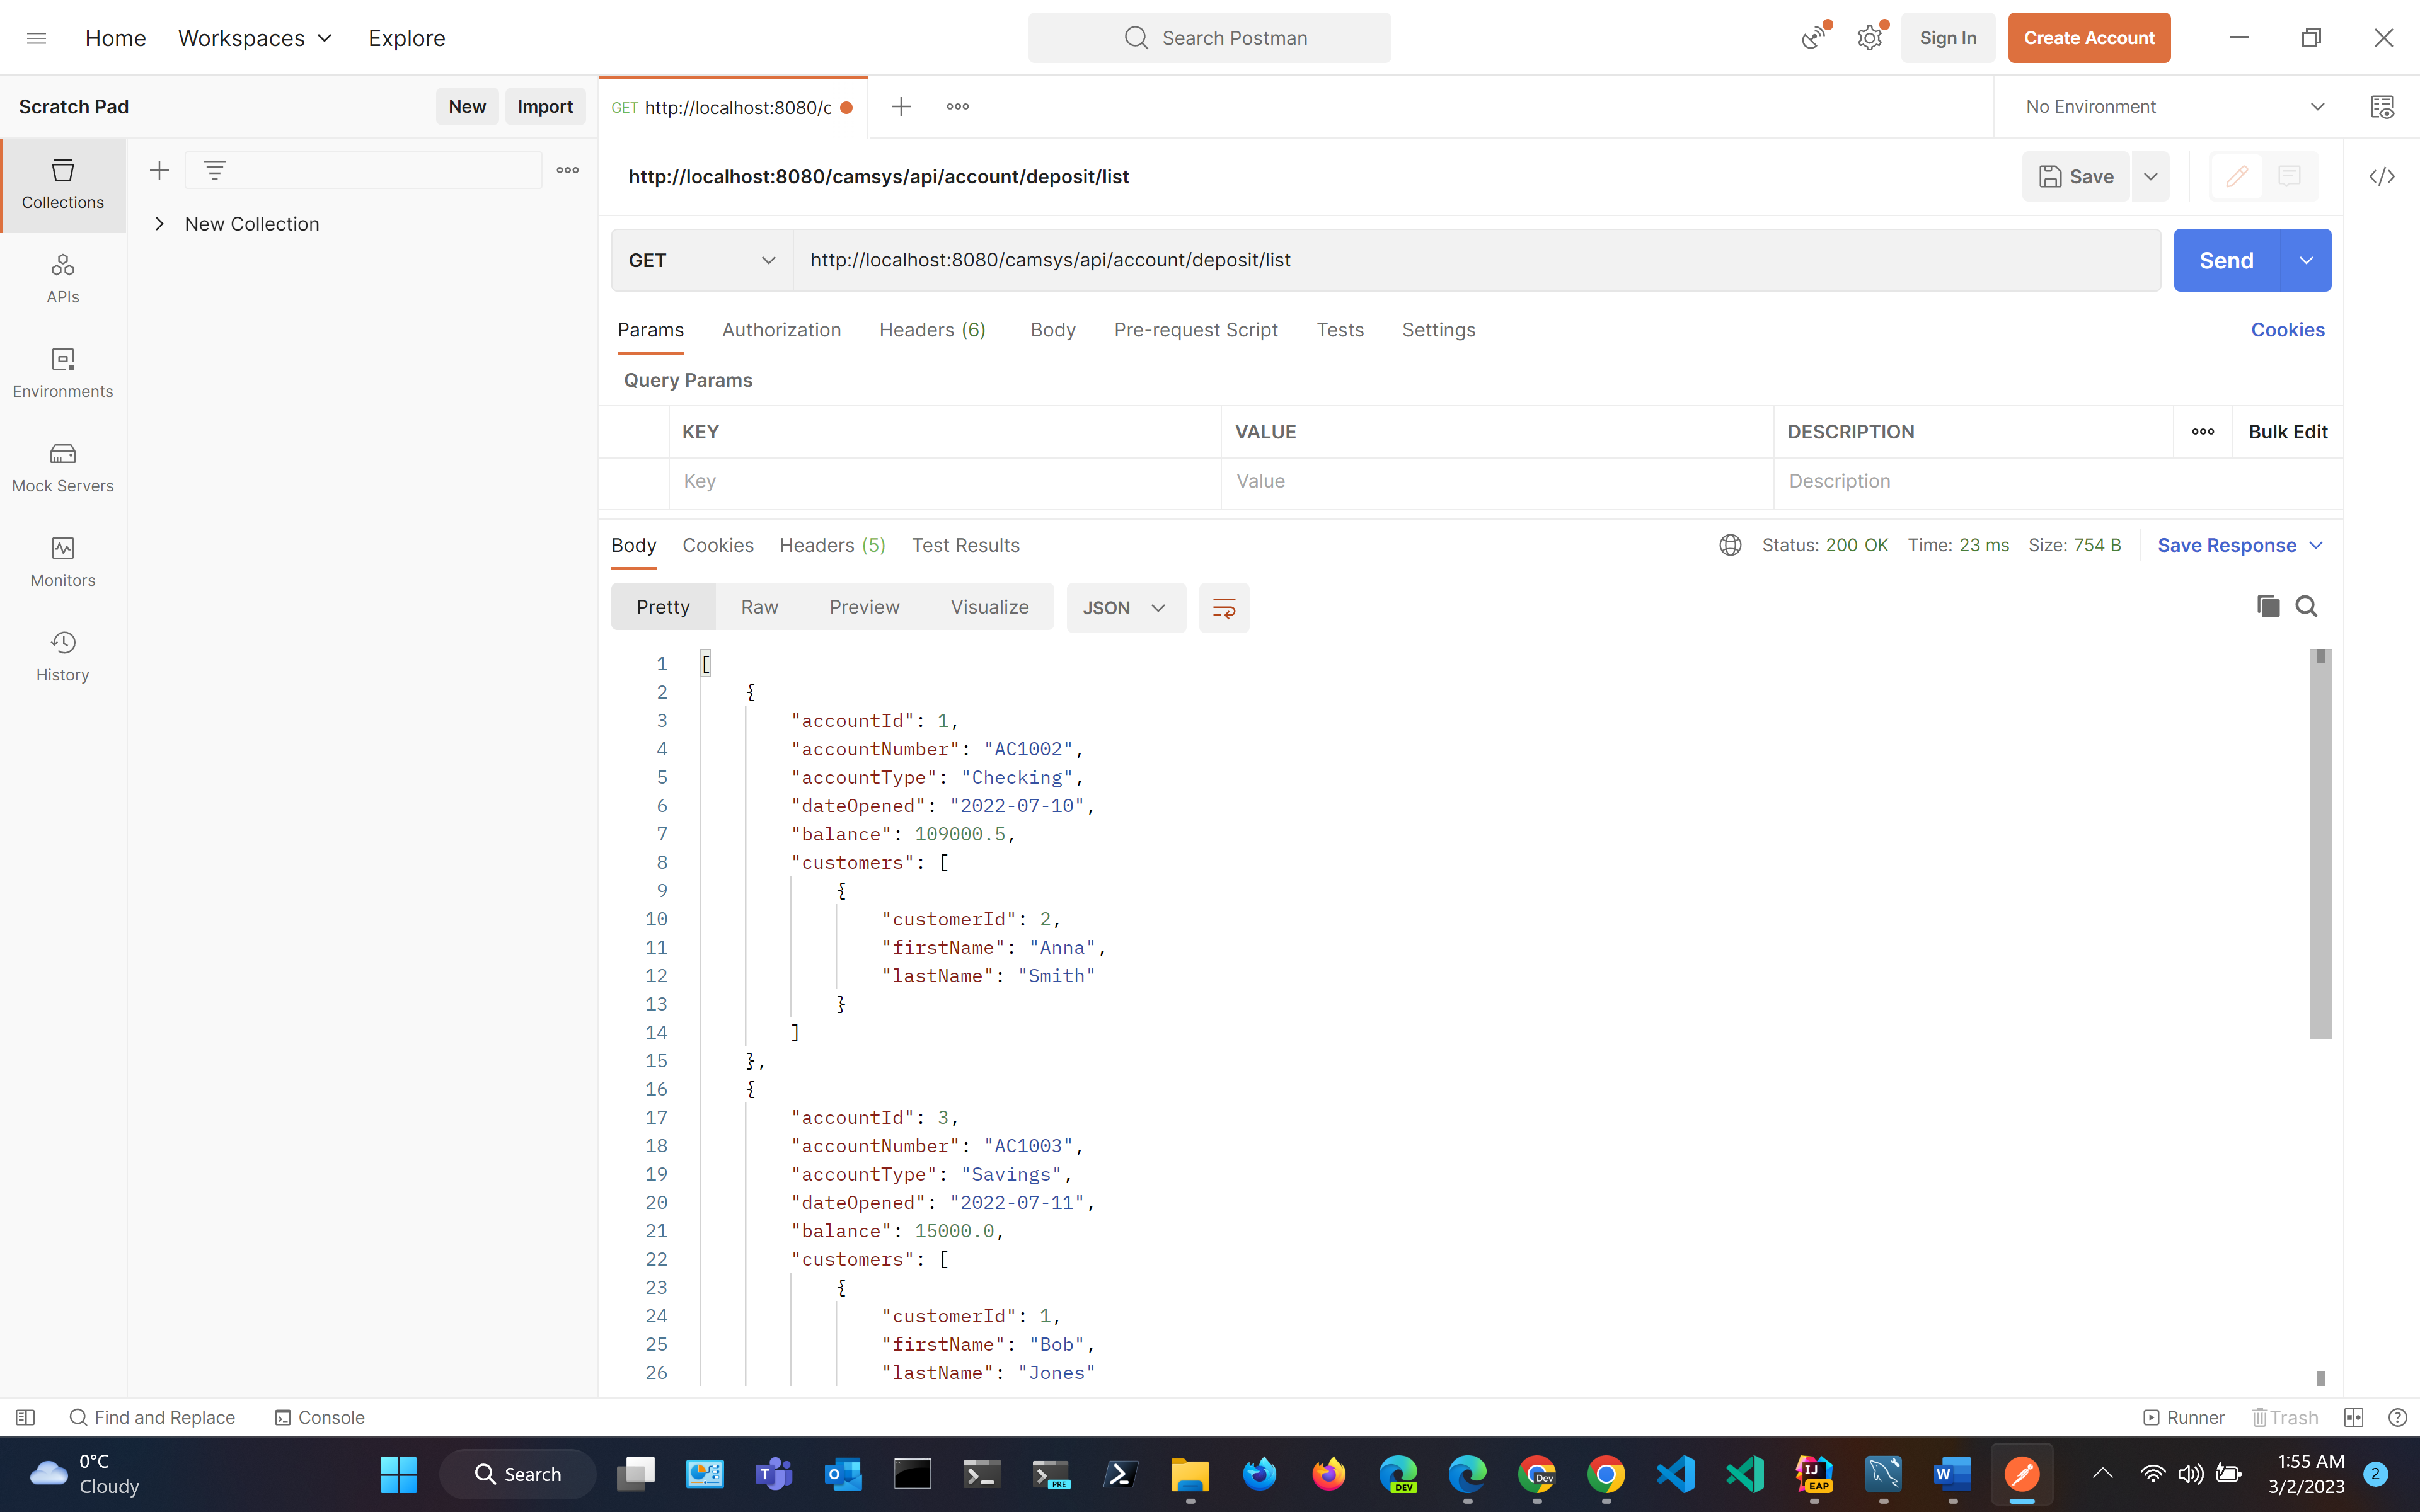 Home Workspaces Explore Search Postman Sign In Create Account
Scratch Pad New Import GET http://localhost:8080/c No Environment
Collections
APIs
Environments
Mock Servers
Monitors
History
New Collection
http://localhost:8080/camsys/api/account/deposit/list Save
GET http://localhost:8080/camsys/api/account/deposit/list Send
Params Authorization Headers (6) Body Pre-request Script Tests Settings Cookies
Query Params
KEY VALUE DESCRIPTION Bulk Edit
Key Value Description
Body Cookies Headers (5) Test Results Status: 200 OK Time: 23 ms Size: 754 B Save Response
Pretty Raw Preview Visualize JSON
1 [
2 {
3 "accountId": 1,
4 "accountNumber": "AC1002",
5 "accountType": "Checking",
6 "dateOpened": "2022-07-10",
7 "balance": 109000.5,
8 "customers": [
9 {
10 "customerId": 2,
11 "firstName": "Anna",
12 "lastName": "Smith"
13 }
14 ]
15 },
16 {
17 "accountId": 3,
18 "accountNumber": "AC1003",
19 "accountType": "Savings",
20 "dateOpened": "2022-07-11",
21 "balance": 15000.0,
22 "customers": [
23 {
24 "customerId": 1,
25 "firstName": "Bob",
26 "lastName": "Jones"
Find and Replace Console Runner Trash
0°C
Cloudy
Search
T O PRE DEV Dev IJ EAP W
1:55 AM
3/2/2023
2